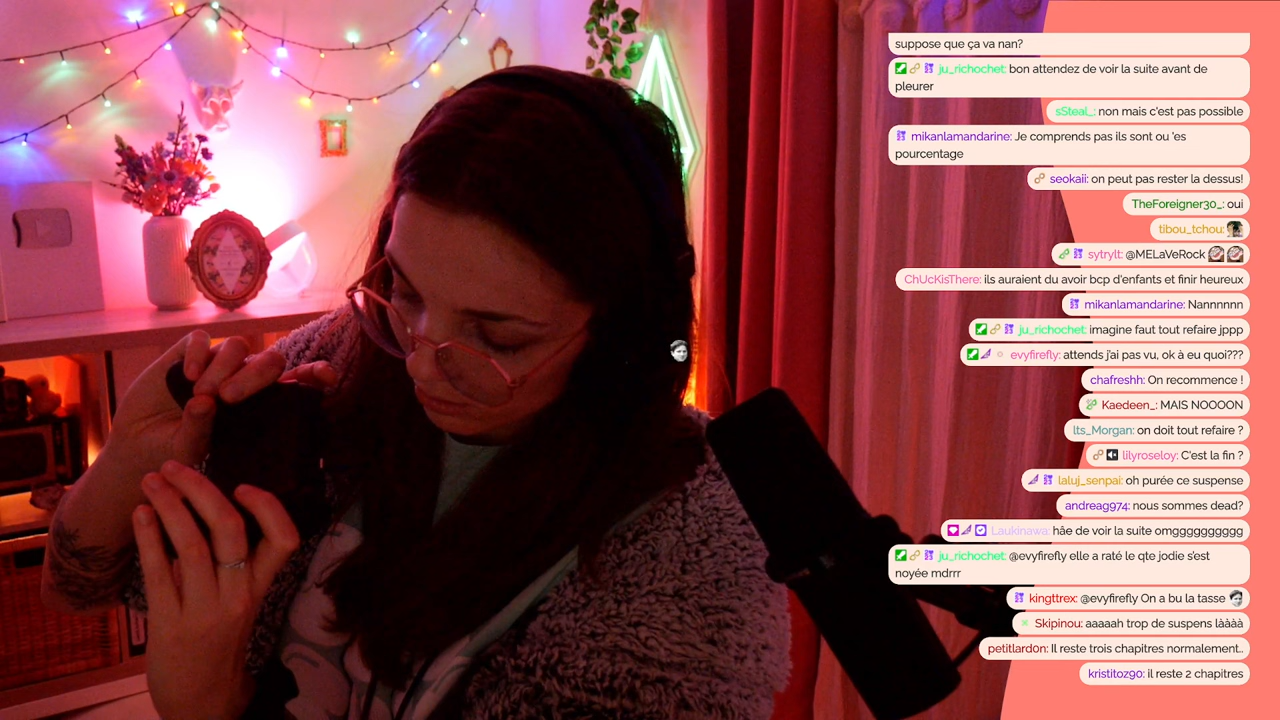 suppose que ça va nan?
ju_richochet: bon attendez de voir la suite avant de
pleurer
sSteal_: non mais c'est pas possible
mikanlamandarine: Je comprends pas ils sont ou 'es
pourcentage
seokaii: on peut pas rester la dessus!
TheForeigner30_: oui
tibou_tchou:
sytrylt: @MELaVeRock
ChUcKisThere: ils auraient du avoir bcp d'enfants et finir heureux
mikanlamandarine: Nannnnnn
ju_richochet: imagine faut tout refaire jppp
evyfirefly: attends j'ai pas vu, ok à eu quoi???
chafreshh: On recommence !
Kaedeen_: MAIS NOOOON
lts_Morgan: on doit tout refaire ?
lilyroseloy: C'est la fin ?
laluj_senpai: oh purée ce suspense
andreag974: nous sommes dead?
Laukinawa: hâe de voir la suite omgggggggggg
ju_richochet: @evyfirefly elle a raté le qte jodie s'est
noyée mdrrr
kingttrex: @evyfirefly On a bu la tasse
Skipinou: aaaaah trop de suspens làààà
petitlard0n: Il reste trois chapitres normalement..
kristitoz90: il reste 2 chapitres